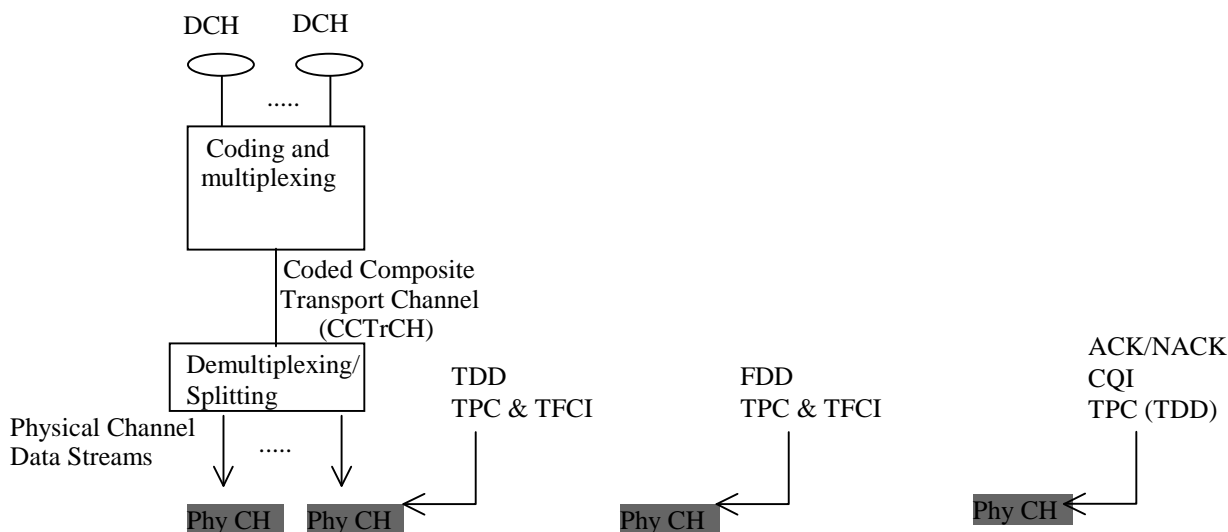 DCH DCH
.....
Coding and
multiplexing
Coded Composite
Transport Channel
(CCTrCH)
Demultiplexing/
Splitting
Physical Channel
Data Streams
.....
TDD
TPC & TFCI
FDD
TPC & TFCI
ACK/NACK
CQI
TPC (TDD)
Phy CH Phy CH Phy CH Phy CH